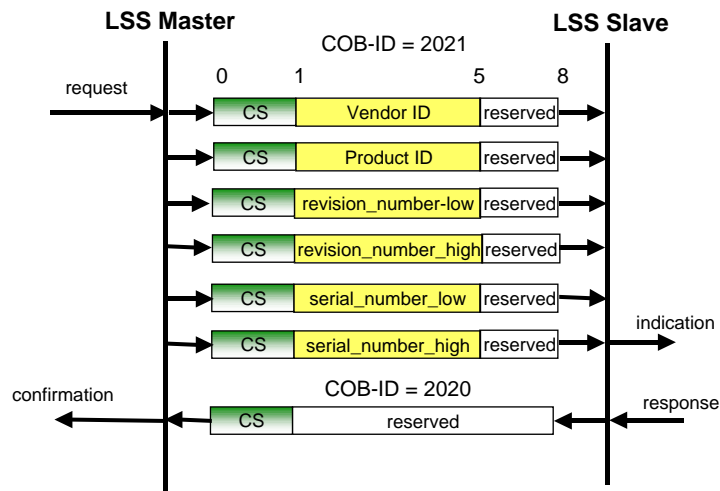 LSS Master
LSS Slave
COB-ID = 2021
0 1 5 8
request
CS Vendor ID reserved
CS Product ID reserved
CS revision_number-low reserved
CS revision_number_high reserved
CS serial_number_low reserved
CS serial_number_high reserved
indication
COB-ID = 2020
confirmation
CS reserved
response